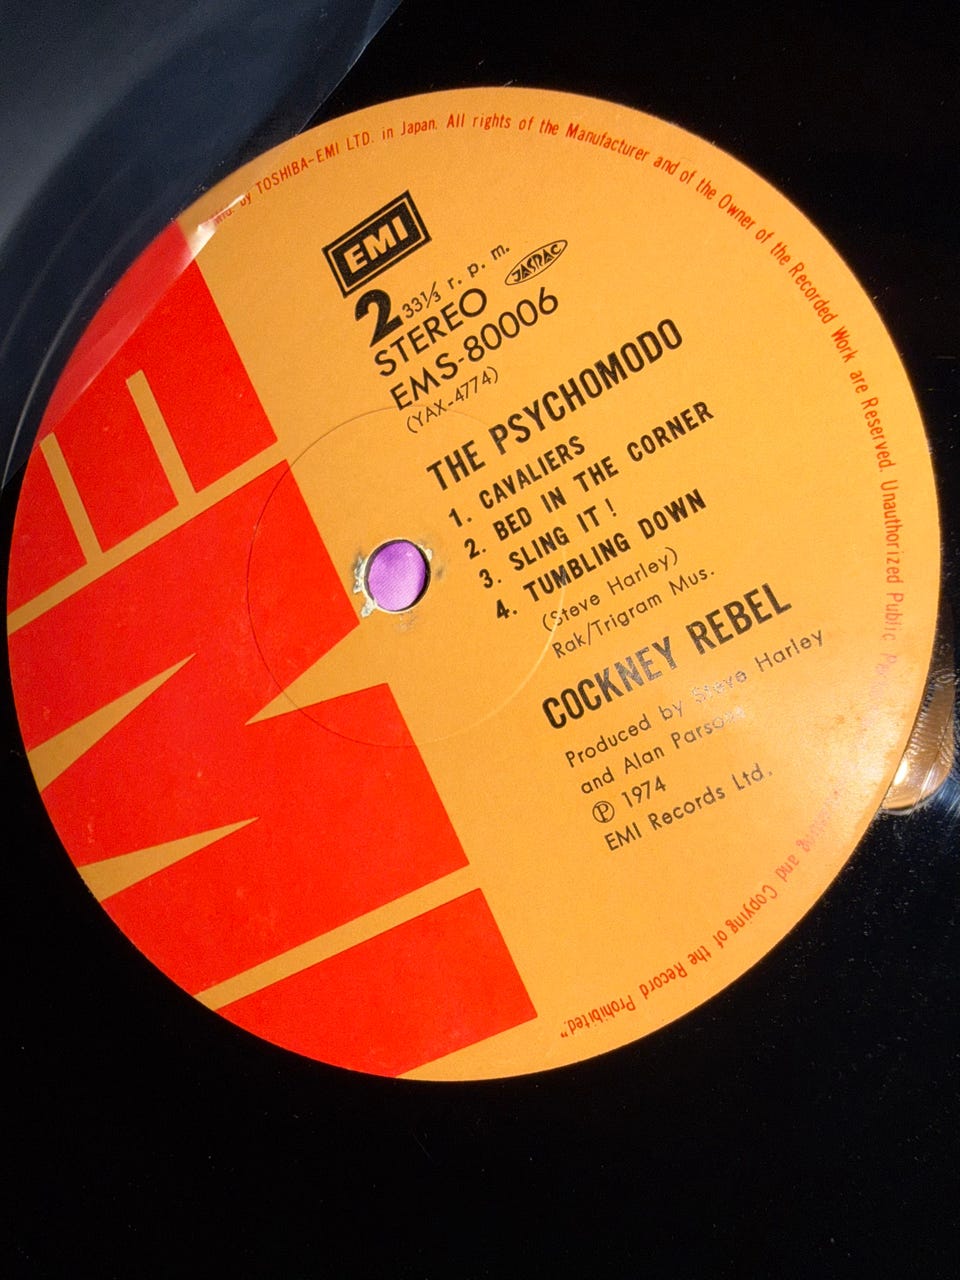 Mfd. by TOSHIBA-EMI LTD. in Japan. All rights of the Manufacturer and of the Owner of the Recorded Work are Reserved. Unauthorized Public and Copying of the Record Prohibited."
EMI
EMI
2 33⅓ r. p. m. JASRAC
STEREO
EMS-80006
(YAX-4774)
THE PSYCHOMODO
1. CAVALIERS
2. BED IN THE CORNER
3. SLING IT!
4. TUMBLING DOWN
(Steve Harley)
Rak/Trigram Mus.
COCKNEY REBEL
Produced by Steve Harley
and Alan Parsons
Ⓟ 1974
EMI Records Ltd.